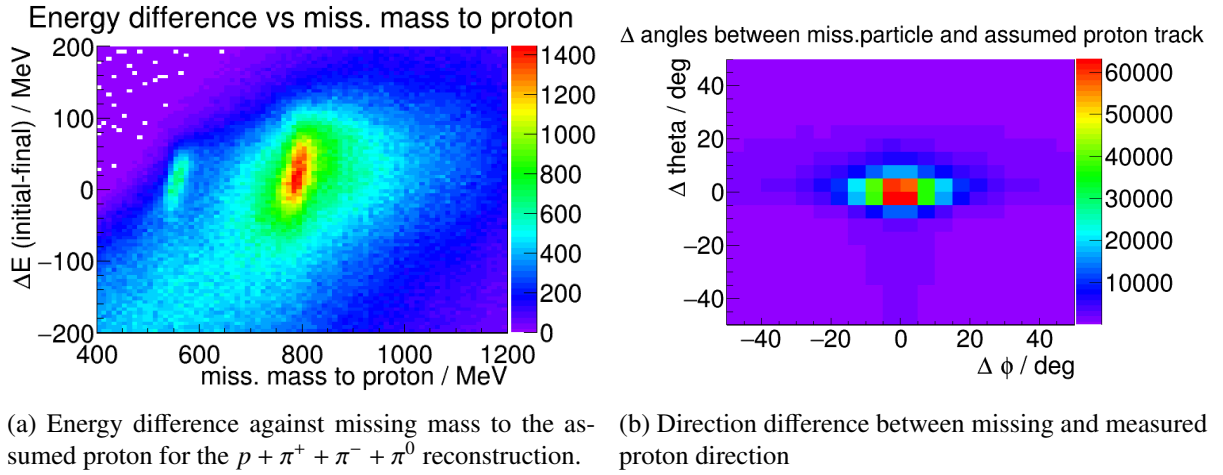 Energy difference vs miss. mass to proton
ΔE (initial-final) / MeV
200
100
0
−100
−200
400 600 800 1000 1200
miss. mass to proton / MeV
1400
1200
1000
800
600
400
200
0
Δ angles between miss.particle and assumed proton track
Δ theta / deg
40
20
0
−20
−40
−40 −20 0 20 40
Δ ϕ / deg
60000
50000
40000
30000
20000
10000
(a) Energy difference against missing mass to the as-
sumed proton for the p + π⁺ + π⁻ + π⁰ reconstruction.
(b) Direction difference between missing and measured
proton direction